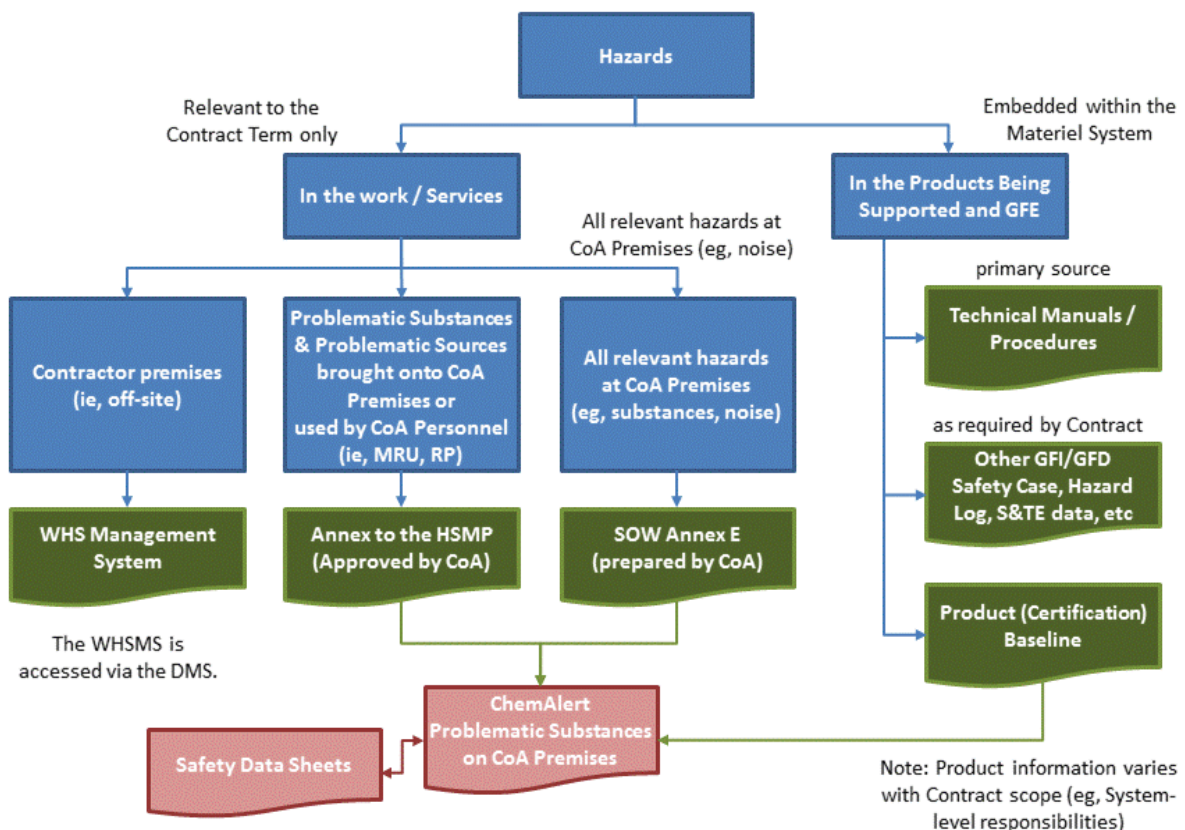 Hazards
Relevant to the
Contract Term only
Embedded within the
Materiel System
In the work / Services
In the Products Being
Supported and GFE
All relevant hazards at
CoA Premises (eg, noise)
primary source
Contractor premises
(ie, off-site)
Problematic Substances
& Problematic Sources
brought onto CoA
Premises or
used by CoA Personnel
(ie, MRU, RP)
All relevant hazards
at CoA Premises
(eg, substances, noise)
Technical Manuals /
Procedures
as required by Contract
Other GFI/GFD
Safety Case, Hazard
Log, S&TE data, etc
WHS Management
System
Annex to the HSMP
(Approved by CoA)
SOW Annex E
(prepared by CoA)
Product (Certification)
Baseline
The WHSMS is
accessed via the DMS.
ChemAlert
Problematic Substances
on CoA Premises
Safety Data Sheets
Note: Product information varies
with Contract scope (eg, System-
level responsibilities)